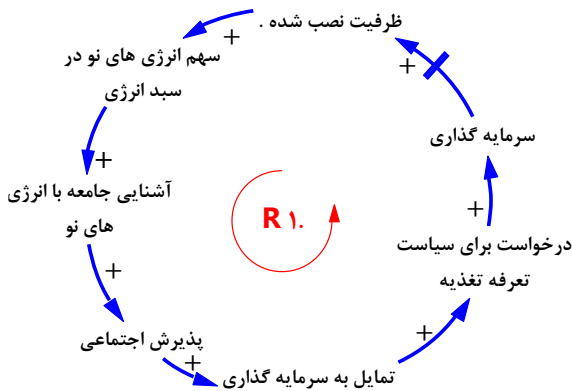 ظرفیت نصب شده .
سهم انرژی های نو در
سبد انرژی
آشنایی جامعه با انرژی
های نو
پذیرش اجتماعی
تمایل به سرمایه گذاری
درخواست برای سیاست
تعرفه تغذیه
سرمایه گذاری
R ۱.
+
+
+
+
+
+
+
+